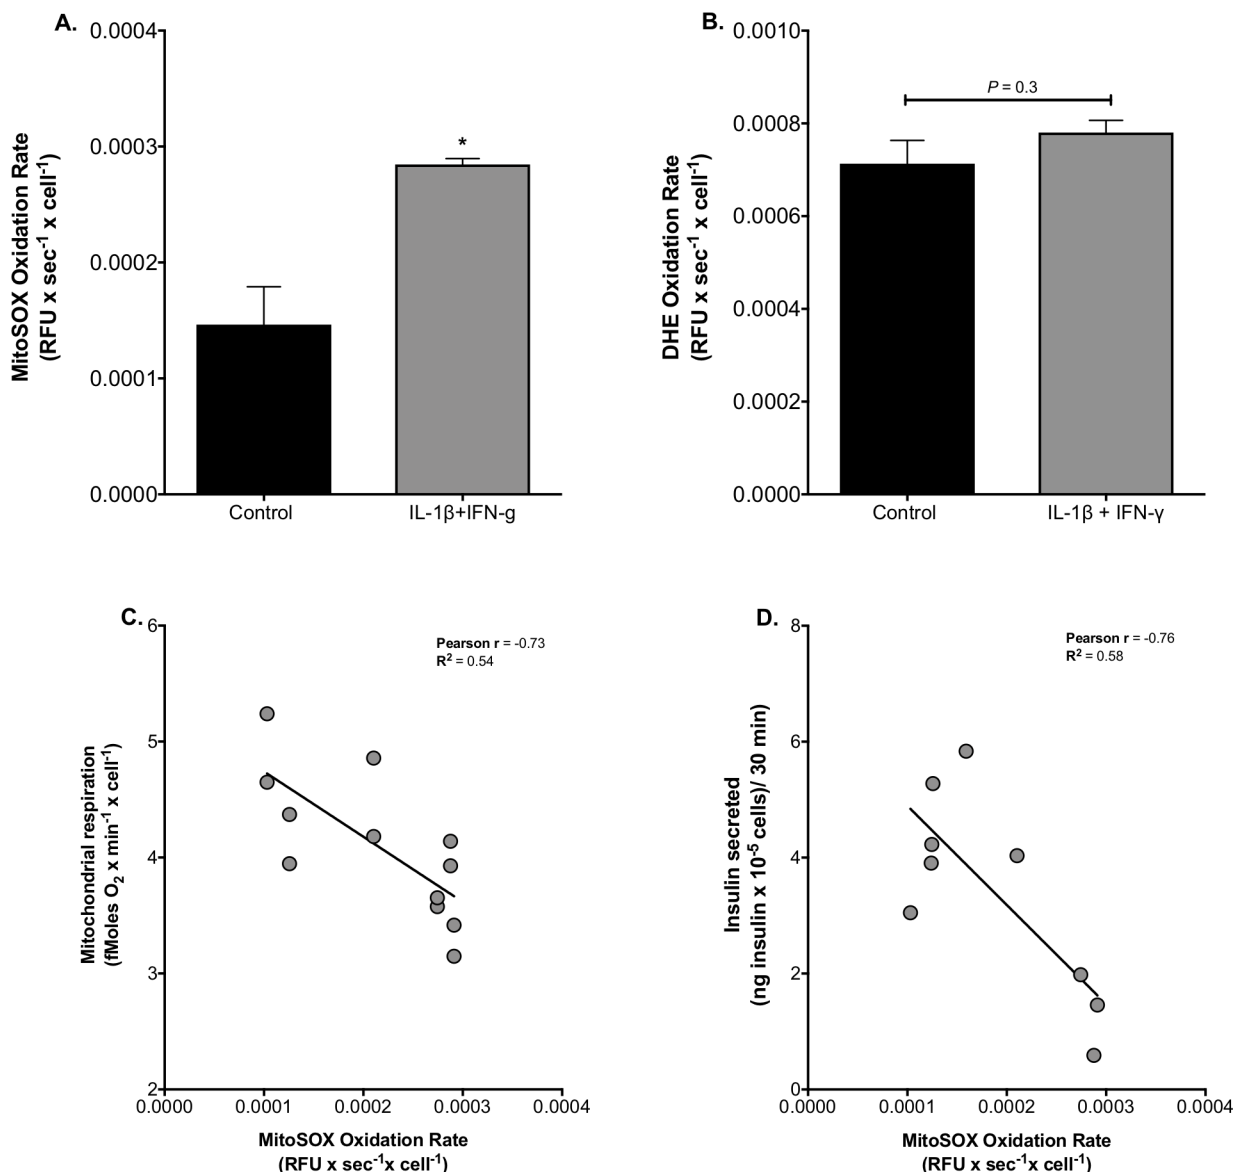 A.
0.0004
0.0003
0.0002
0.0001
0.0000
MitoSOX Oxidation Rate
(RFU x sec⁻¹ x cell⁻¹)
*
Control
IL-1β+IFN-g
B.
0.0010
0.0008
0.0006
0.0004
0.0002
0.0000
DHE Oxidation Rate
(RFU x sec⁻¹ x cell⁻¹)
P = 0.3
Control
IL-1β + IFN-γ
C.
6
5
4
3
2
Mitochondrial respiration
(fMoles O₂ x min⁻¹ x cell⁻¹)
Pearson r = -0.73
R² = 0.54
0.0000
0.0001
0.0002
0.0003
0.0004
MitoSOX Oxidation Rate
(RFU x sec⁻¹x cell⁻¹)
D.
8
6
4
2
0
Insulin secreted
(ng insulin x 10⁻⁵ cells)/ 30 min)
Pearson r = -0.76
R² = 0.58
0.0000
0.0001
0.0002
0.0003
0.0004
MitoSOX Oxidation Rate
(RFU x sec⁻¹x cell⁻¹)